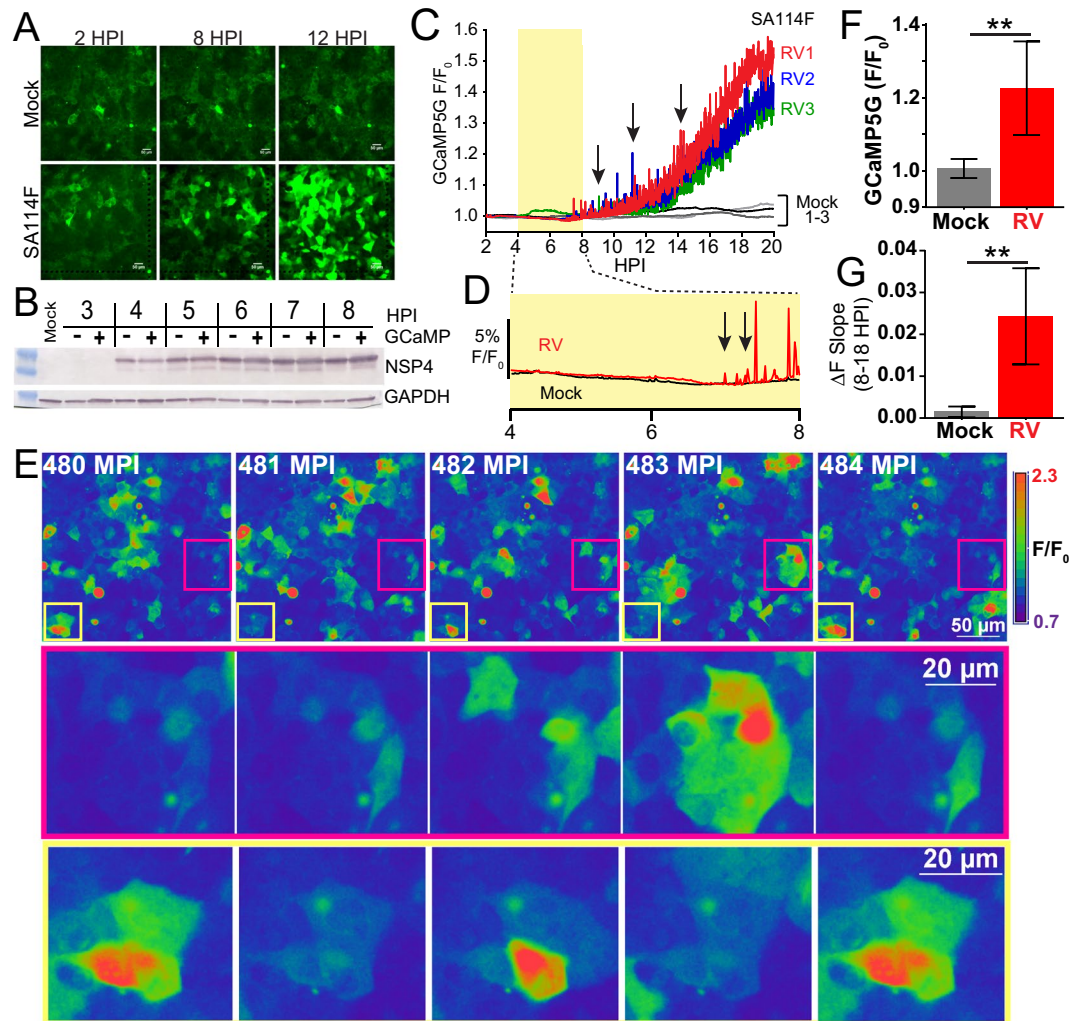 A
2 HPI 8 HPI 12 HPI
Mock
SA114F
B
Mock 3 4 5 6 7 8 HPI
- + - + - + - + - + - + GCaMP
NSP4
GAPDH
C
SA114F
GCaMP5G F/F0
1.6
1.5
1.4
1.3
1.2
1.1
1.0
RV1
RV2
RV3
Mock
1-3
2 4 6 8 10 12 14 16 18 20
HPI
D
5%
F/F0
RV
Mock
4 6 8
F
**
GCaMP5G (F/F0)
1.4
1.2
1.0
0.9
Mock RV
G
**
ΔF Slope
(8-18 HPI)
0.04
0.03
0.02
0.01
0.00
Mock RV
E
480 MPI 481 MPI 482 MPI 483 MPI 484 MPI
50 µm
2.3
F/F0
0.7
20 µm
20 µm